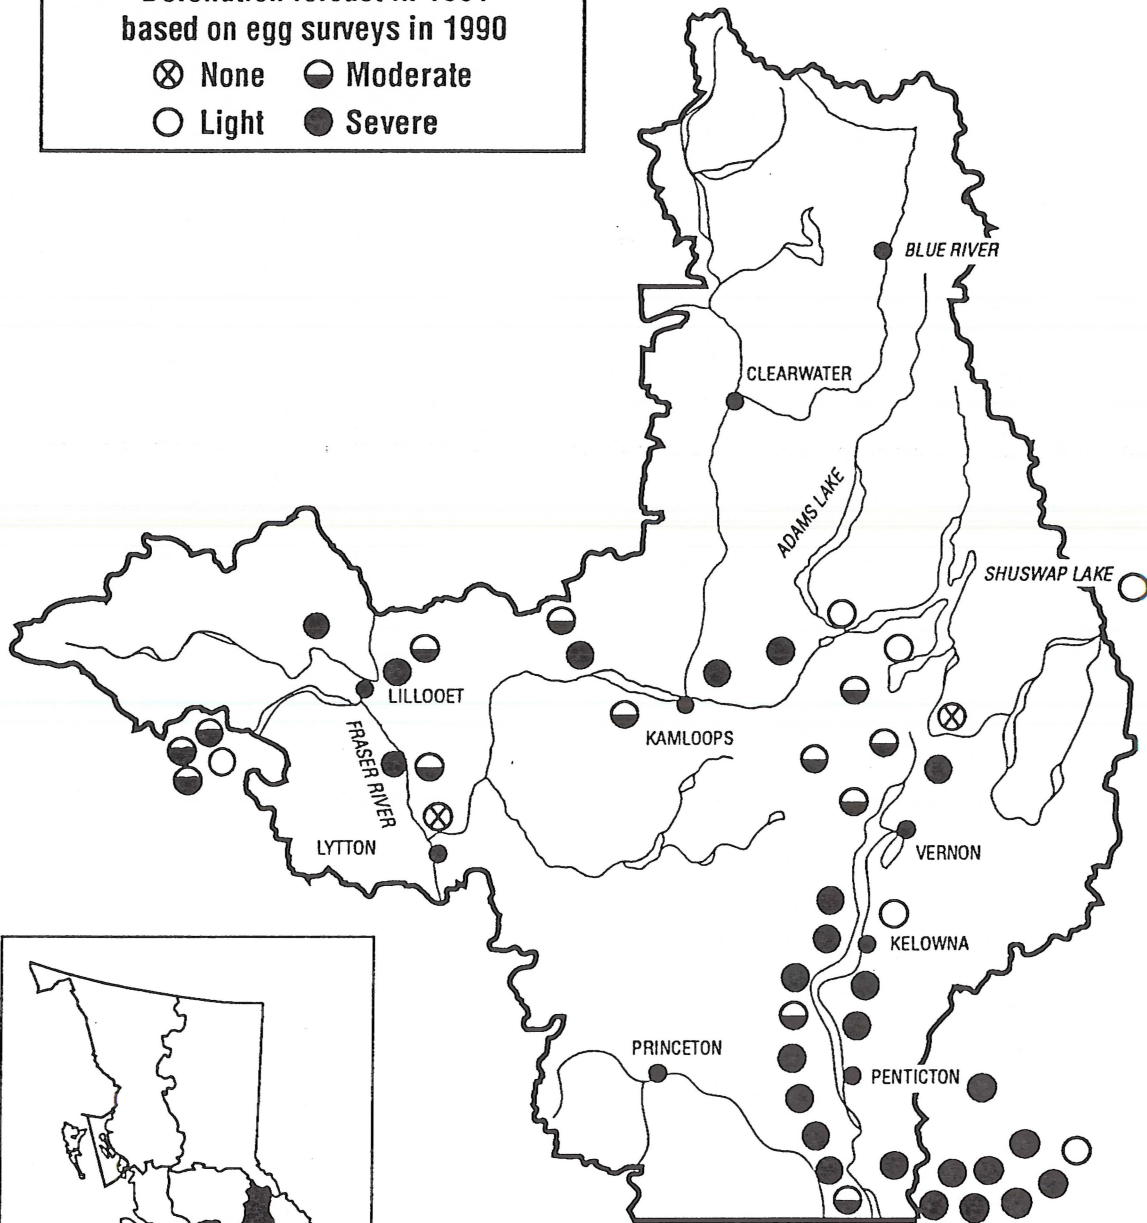 based on egg surveys in 1990
None
Moderate
Light
Severe
BLUE RIVER
CLEARWATER
ADAMS LAKE
SHUSWAP LAKE
LILLOOET
KAMLOOPS
FRASER RIVER
LYTTON
VERNON
KELOWNA
PRINCETON
PENTICTON